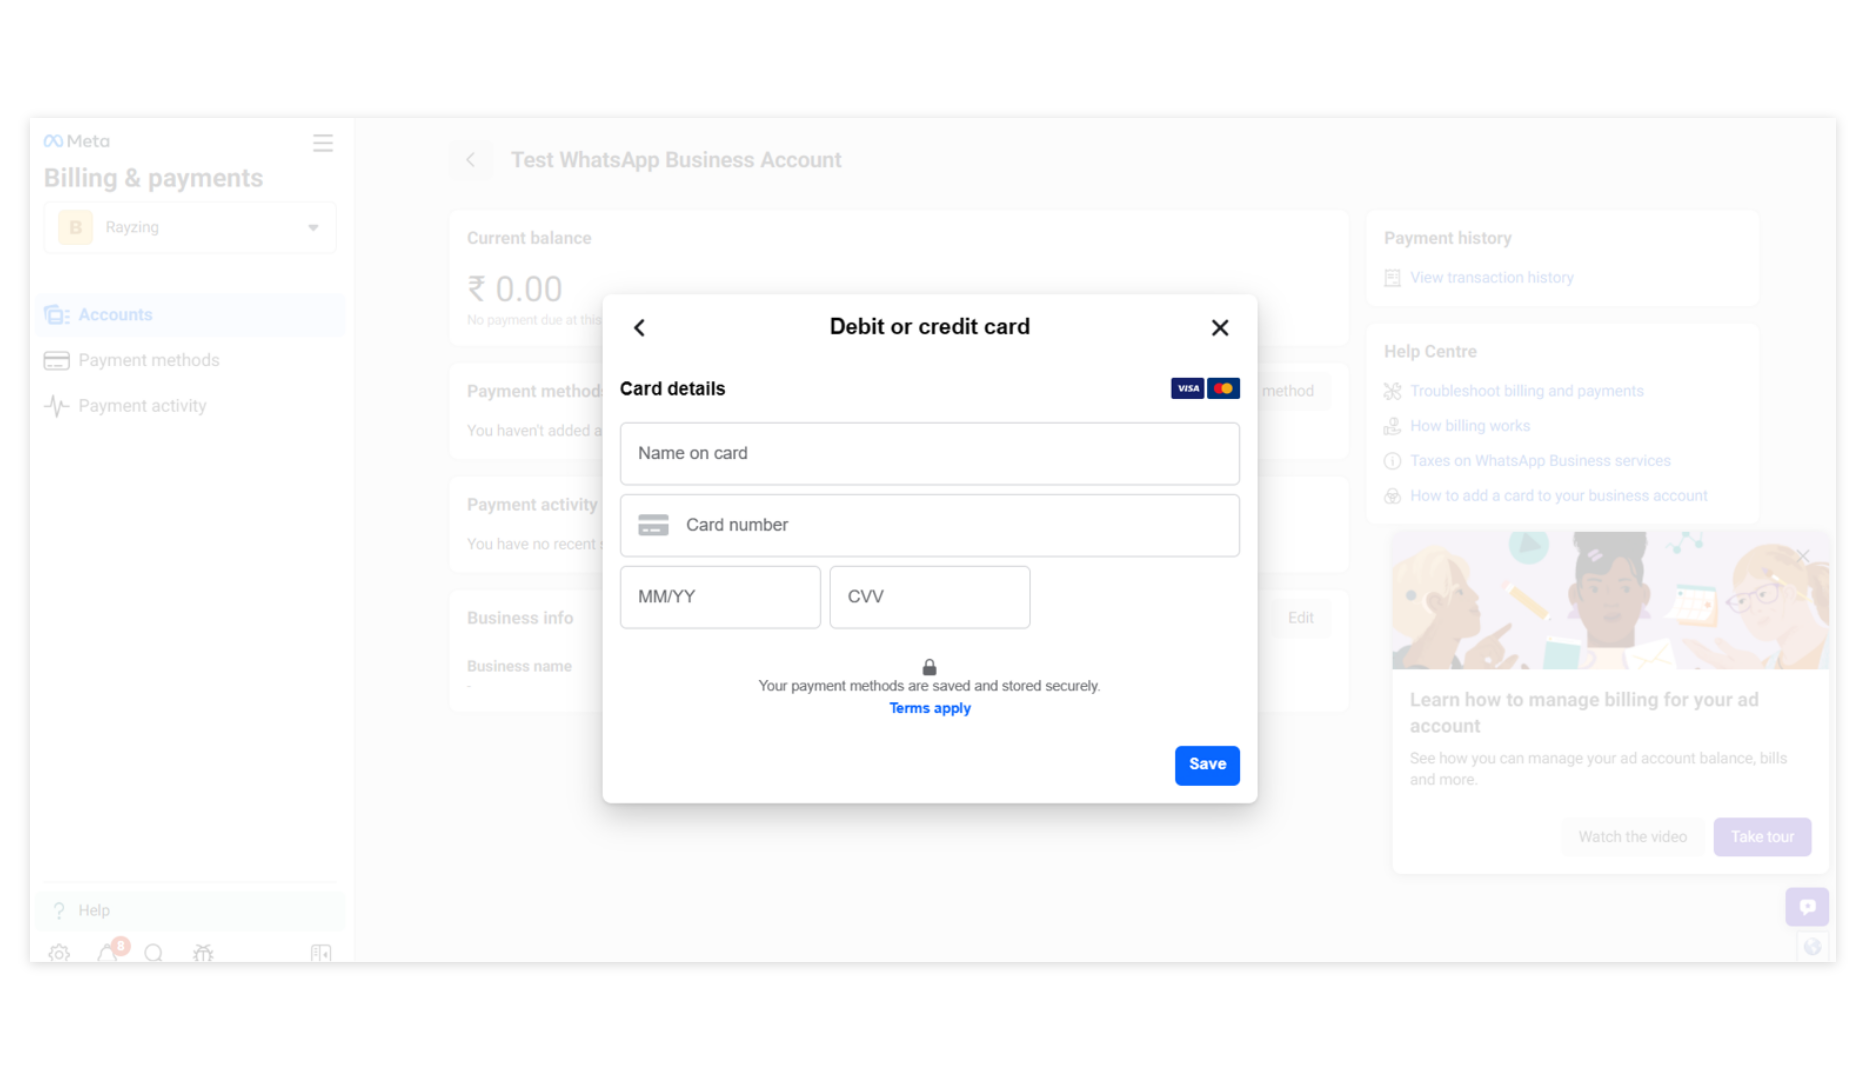 Meta
Billing & payments
B Rayzing
Accounts
Payment methods
Payment activity
? Help
8
Test WhatsApp Business Account
Current balance
₹ 0.00
No payment due at this
Payment method
method
You haven't added a
Payment activity
You have no recent
Business info
Edit
Business name
-
Debit or credit card
Card details
VISA
Name on card
Card number
MM/YY
CVV
Your payment methods are saved and stored securely.
Terms apply
Save
Payment history
View transaction history
Help Centre
Troubleshoot billing and payments
How billing works
Taxes on WhatsApp Business services
How to add a card to your business account
Learn how to manage billing for your ad
account
See how you can manage your ad account balance, bills
and more.
Watch the video
Take tour